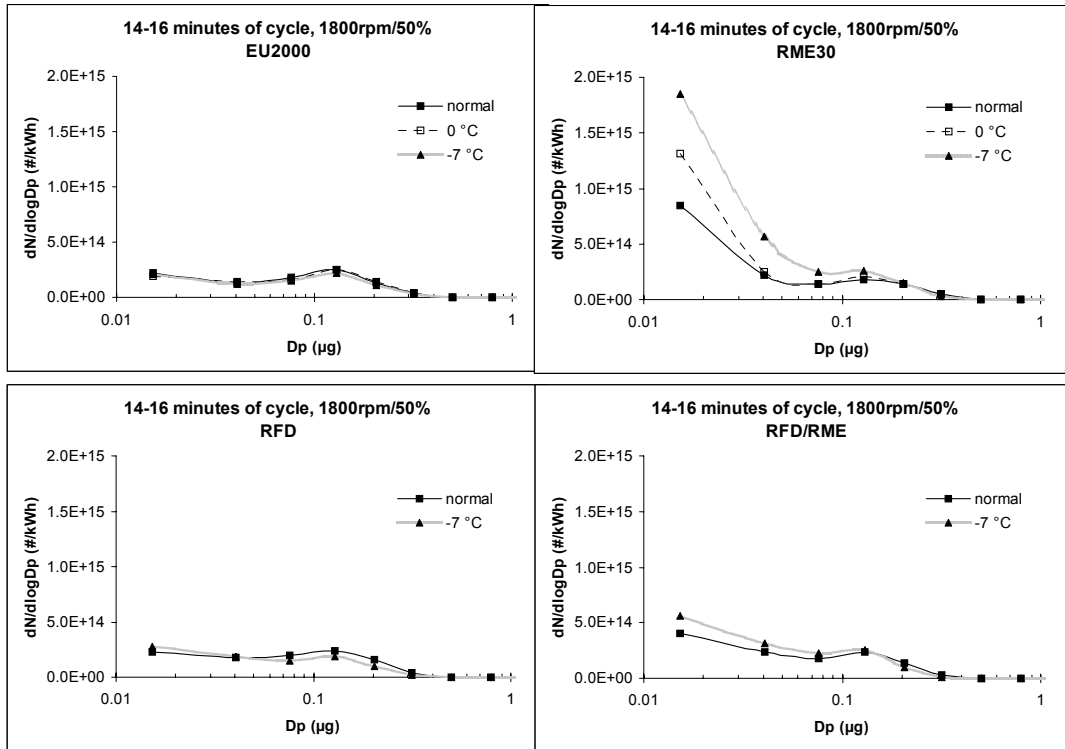 14-16 minutes of cycle, 1800rpm/50%
EU2000
dN/dlogDp (#/kWh)
2.0E+15
1.5E+15
1.0E+15
5.0E+14
0.0E+00
normal
0 °C
-7 °C
0.01
0.1
1
Dp (µg)
14-16 minutes of cycle, 1800rpm/50%
RME30
dN/dlogDp (#/kWh)
2.0E+15
1.5E+15
1.0E+15
5.0E+14
0.0E+00
normal
0 °C
-7 °C
0.01
0.1
1
Dp (µg)
14-16 minutes of cycle, 1800rpm/50%
RFD
dN/dlogDp (#/kWh)
2.0E+15
1.5E+15
1.0E+15
5.0E+14
0.0E+00
normal
-7 °C
0.01
0.1
1
Dp (µg)
14-16 minutes of cycle, 1800rpm/50%
RFD/RME
dN/dlogDp (#/kWh)
2.0E+15
1.5E+15
1.0E+15
5.0E+14
0.0E+00
normal
-7 °C
0.01
0.1
1
Dp (µg)